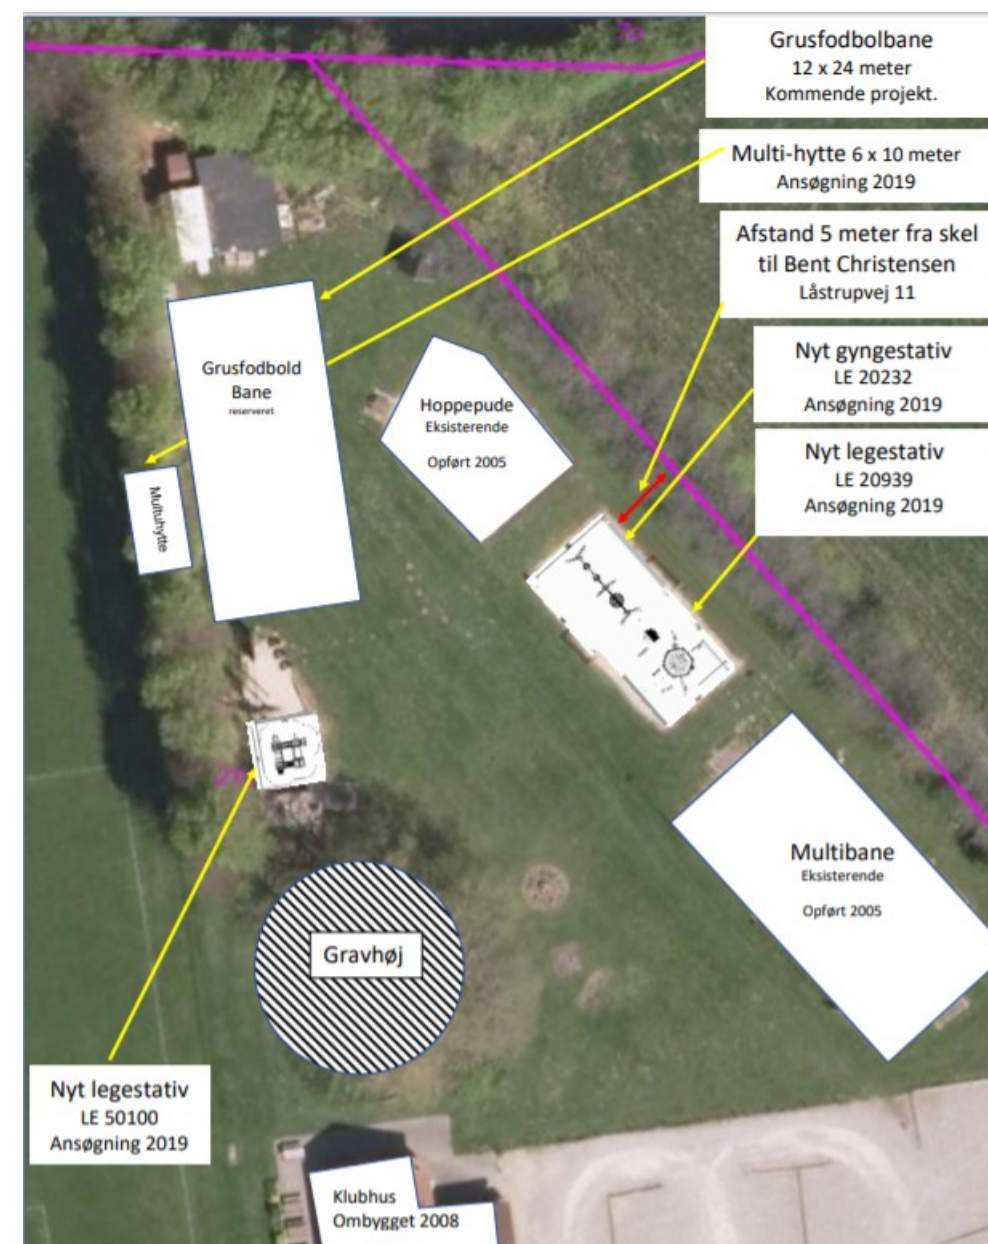 Grusfodbolbane
12 x 24 meter
Kommende projekt.
Multi-hytte 6 x 10 meter
Ansøgning 2019
Afstand 5 meter fra skel
til Bent Christensen
Låstrupvej 11
Nyt gyngestativ
LE 20232
Ansøgning 2019
Nyt legestativ
LE 20939
Ansøgning 2019
Grusfodbold
Bane
reserveret
Hoppepude
Eksisterende
Opført 2005
Multuhytte
Multibane
Eksisterende
Opført 2005
Gravhøj
Nyt legestativ
LE 50100
Ansøgning 2019
Klubhus
Ombygget 2008